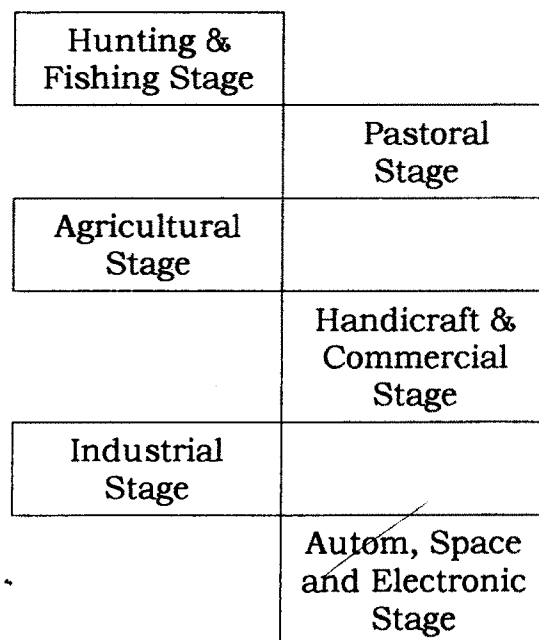 Hunting &
Fishing Stage
Pastoral
Stage
Agricultural
Stage
Handicraft &
Commercial
Stage
Industrial
Stage
Autom, Space
and Electronic
Stage